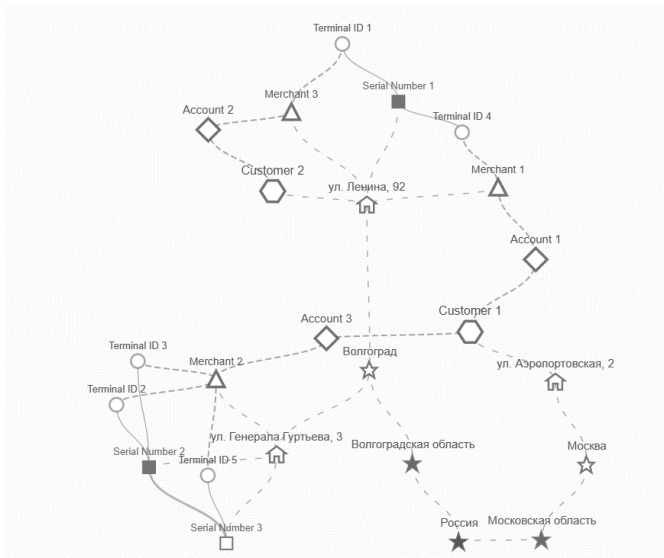 Terminal ID 1
Serial Number 1
Merchant 3
Account 2
Terminal ID 4
Customer 2
Merchant 1
ул. Ленина, 92
Account 1
Account 3
Customer 1
Terminal ID 3
Волгоград
Merchant 2
ул. Аэропортовская, 2
Terminal ID 2
ул. Генерала Гуртьева, 3
Волгоградская область
Москва
Serial Number 2
Terminal ID 5
Россия
Московская область
Serial Number 3